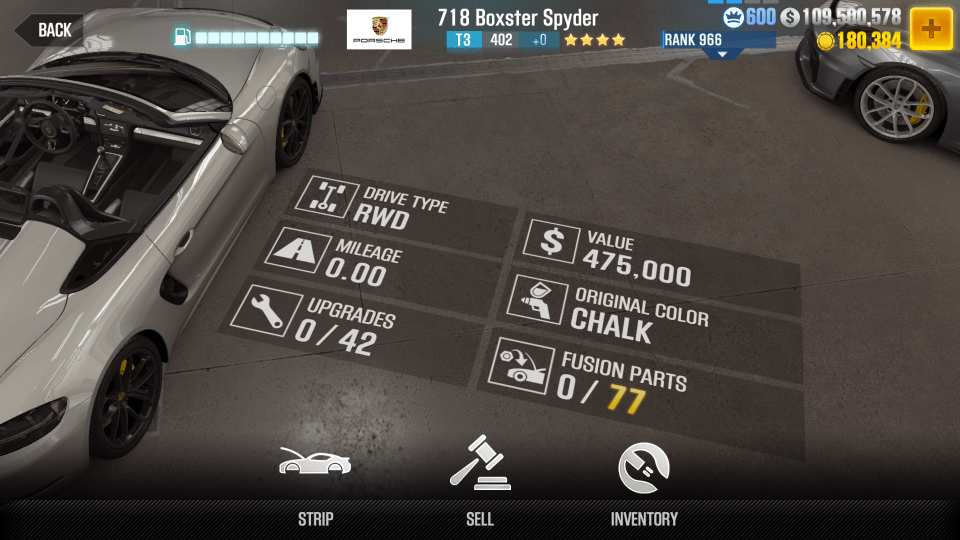 BACK
PORSCHE
718 Boxster Spyder
T3 402 +0
RANK 966
600 $ 109,500,578
180,384
DRIVE TYPE
RWD
MILEAGE
0.00
UPGRADES
0 / 42
$ VALUE
475,000
ORIGINAL COLOR
CHALK
FUSION PARTS
0 / 77
STRIP
SELL
INVENTORY